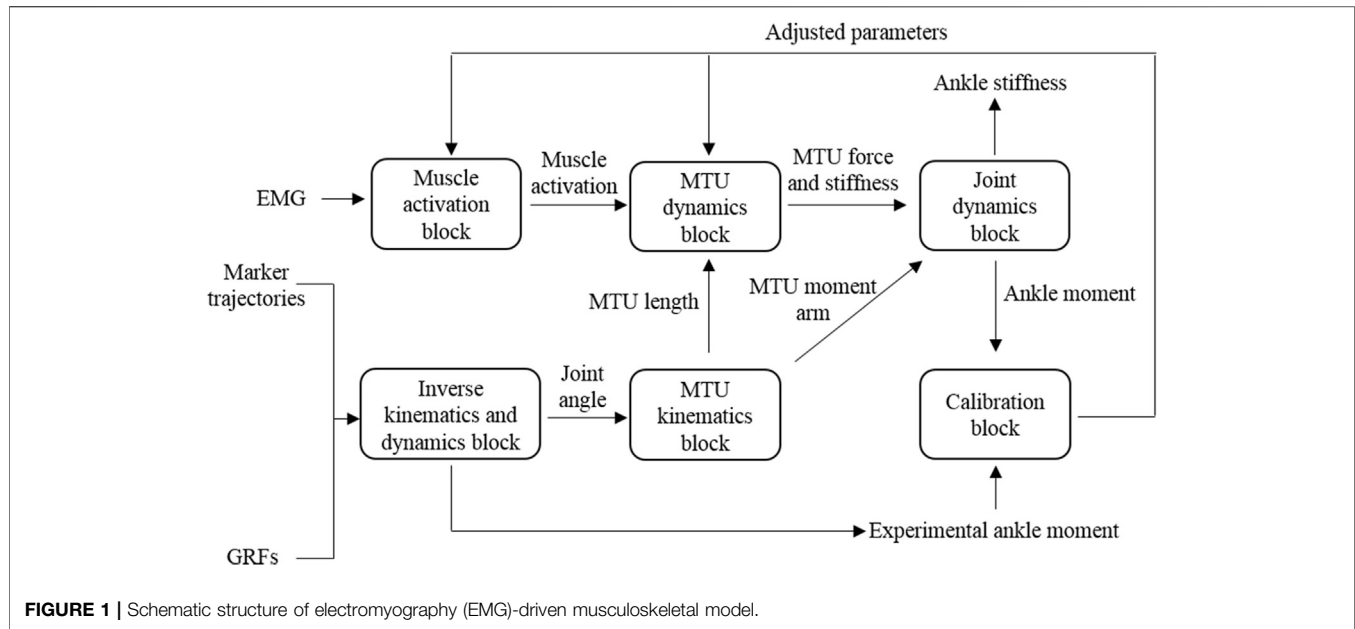 Adjusted parameters
Ankle stiffness
EMG
Muscle
activation
block
Muscle
activation
MTU
dynamics
block
MTU force
and stiffness
Joint
dynamics
block
Marker
trajectories
MTU length
MTU moment
arm
Ankle moment
Inverse
kinematics and
dynamics block
Joint
angle
MTU
kinematics
block
Calibration
block
GRFs
Experimental ankle moment
FIGURE 1 | Schematic structure of electromyography (EMG)-driven musculoskeletal model.